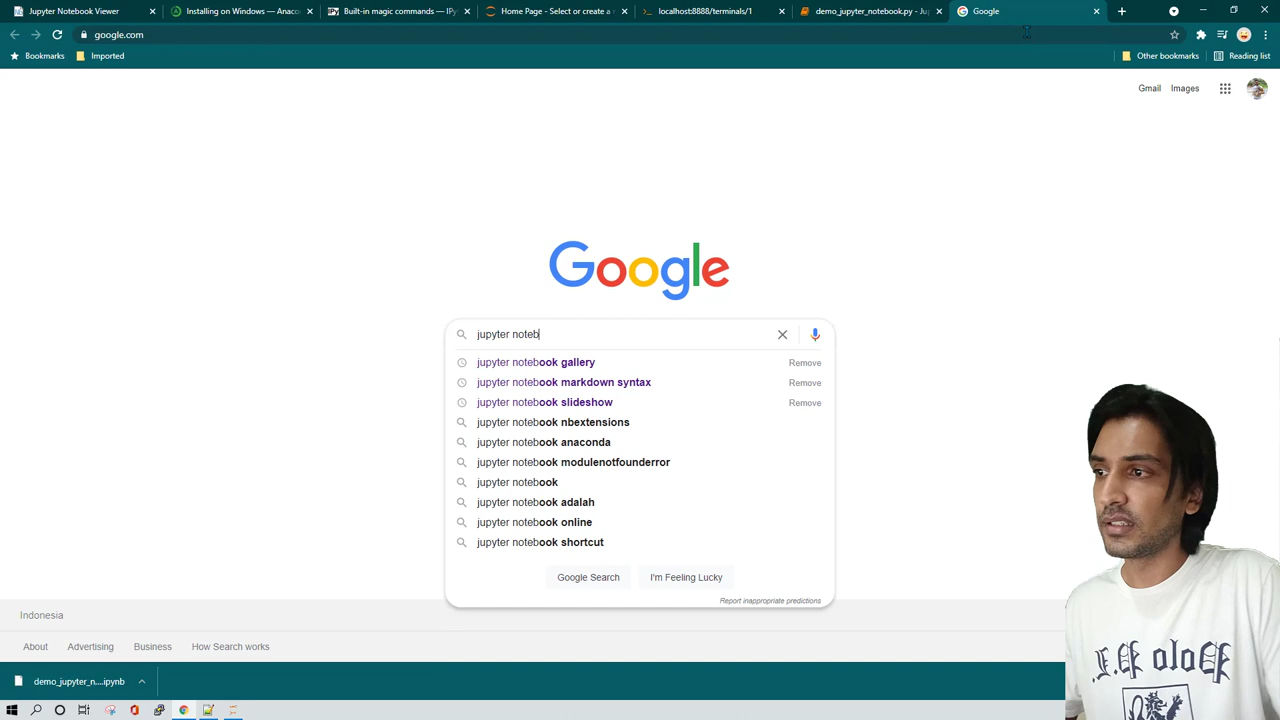 Jupyter Notebook Viewer
Installing on Windows — Anaco
Built-in magic commands — IPy
Home Page - Select or create a n
localhost:8888/terminals/1
demo_jupyter_notebook.py - Ju
Google
google.com
Bookmarks
Imported
Other bookmarks
Reading list
Gmail
Images
Google
jupyter noteb
jupyter notebook gallery
Remove
jupyter notebook markdown syntax
Remove
jupyter notebook slideshow
Remove
jupyter notebook nbextensions
jupyter notebook anaconda
jupyter notebook modulenotfounderror
jupyter notebook
jupyter notebook adalah
jupyter notebook online
jupyter notebook shortcut
Google Search
I'm Feeling Lucky
Report inappropriate predictions
Indonesia
About
Advertising
Business
How Search works
demo_jupyter_n....ipynb